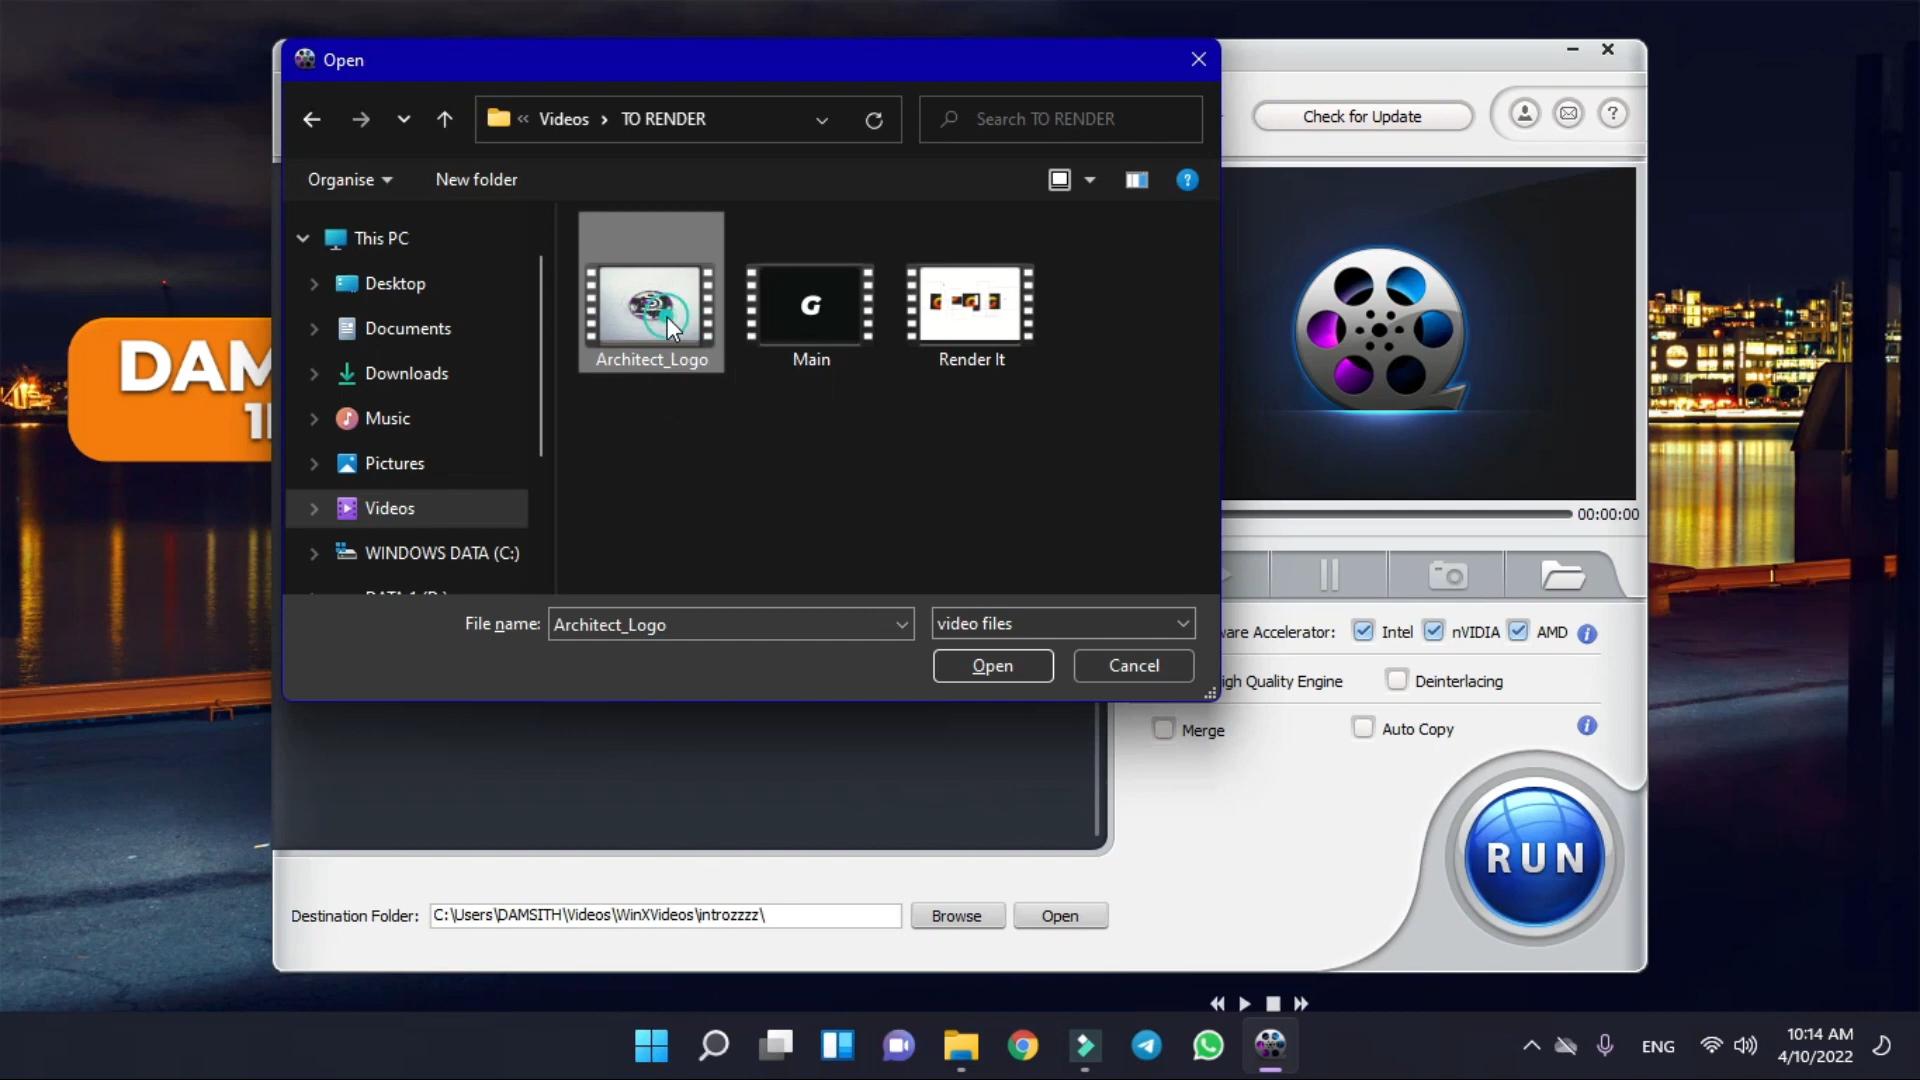 Open
Videos
TO RENDER
Search TO RENDER
Check for Update
Organise
New folder
This PC
Desktop
Documents
Downloads
Music
Pictures
Videos
WINDOWS DATA (C:)
DAM
Architect_Logo
Main
G
Render It
00:00:00
File name:
Architect_Logo
video files
Open
Cancel
ware Accelerator:
Intel
nVIDIA
AMD
igh Quality Engine
Deinterlacing
Merge
Auto Copy
RUN
Destination Folder:
C:\Users\DAMSITH\Videos\WinXVideos\introzzzz\
Browse
Open
ENG
10:14 AM
4/10/2022